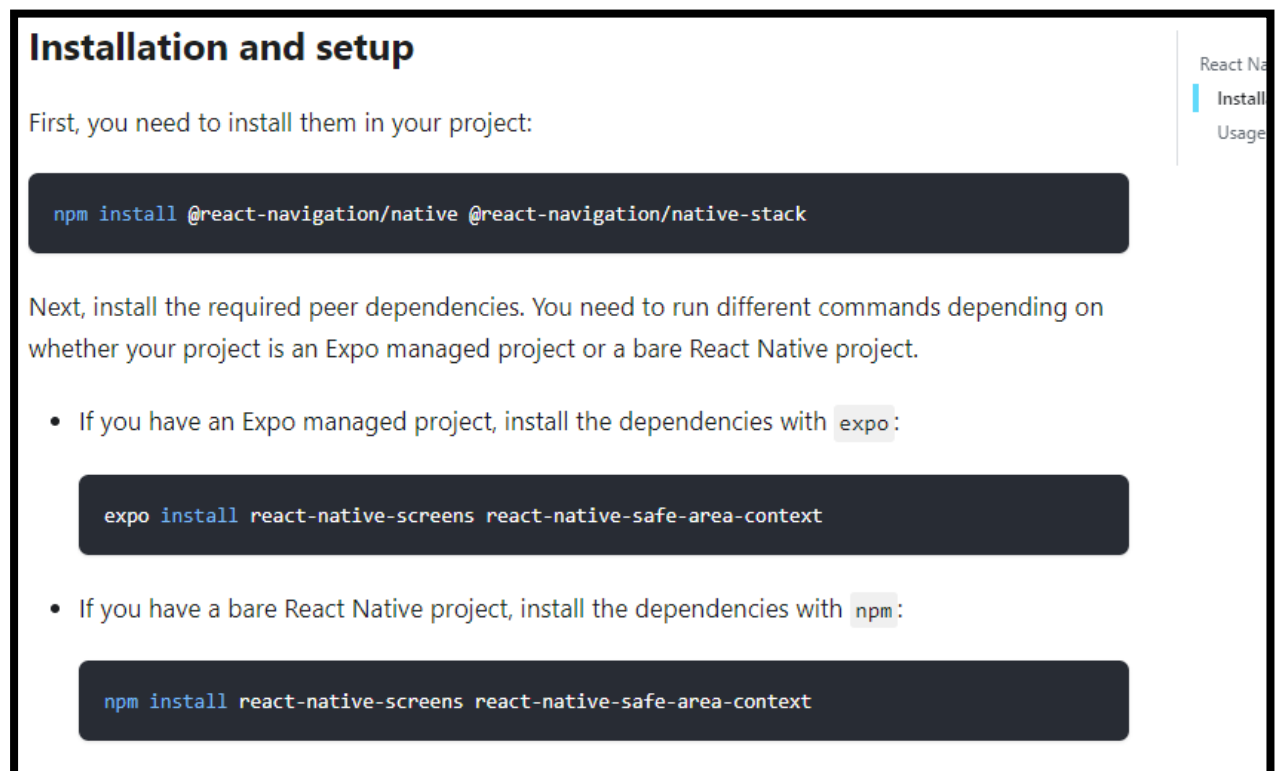 Installation and setup
First, you need to install them in your project:
npm install @react-navigation/native @react-navigation/native-stack
Next, install the required peer dependencies. You need to run different commands depending on
whether your project is an Expo managed project or a bare React Native project.
• If you have an Expo managed project, install the dependencies with expo:
expo install react-native-screens react-native-safe-area-context
• If you have a bare React Native project, install the dependencies with npm:
npm install react-native-screens react-native-safe-area-context
React Na
Install
Usage